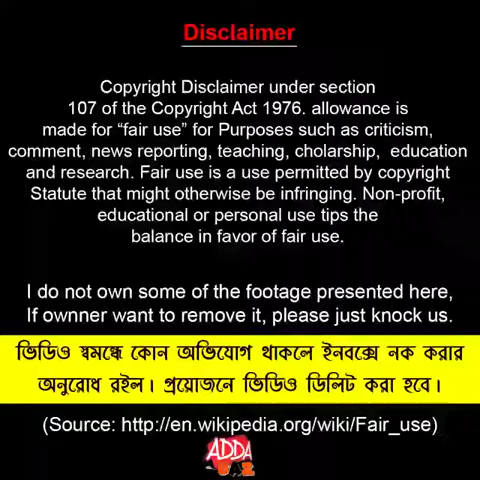 Disclaimer
Copyright Disclaimer under section
107 of the Copyright Act 1976. allowance is
made for “fair use” for Purposes such as criticism,
comment, news reporting, teaching, cholarship, education
and research. Fair use is a use permitted by copyright
Statute that might otherwise be infringing. Non-profit,
educational or personal use tips the
balance in favor of fair use.
I do not own some of the footage presented here,
If ownner want to remove it, please just knock us.
ভিডিও স্বমন্ধে কোন অভিযোগ থাকলে ইনবক্সে নক করার
অনুরোধ রইল। প্রয়োজনে ভিডিও ডিলিট করা হবে।
(Source: http://en.wikipedia.org/wiki/Fair_use)
ADDA